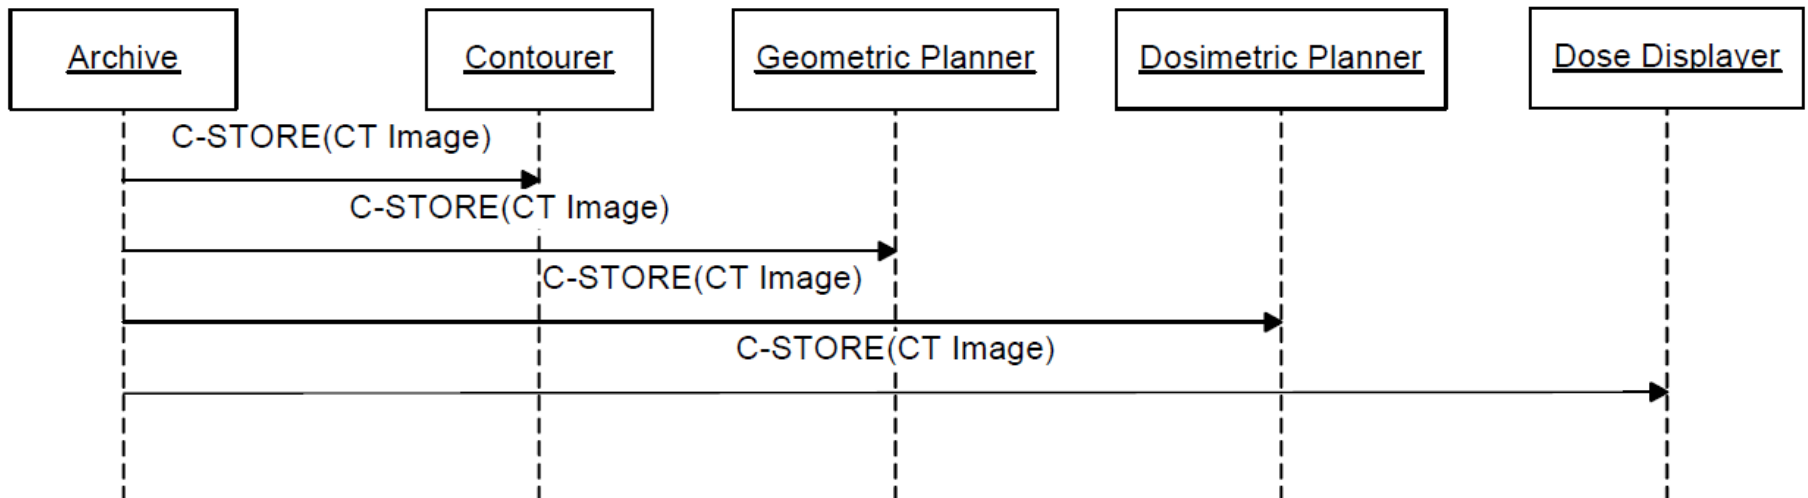 Archive
Contourer
Geometric Planner
Dosimetric Planner
Dose Displayer
C-STORE(CT Image)
C-STORE(CT Image)
C-STORE(CT Image)
C-STORE(CT Image)